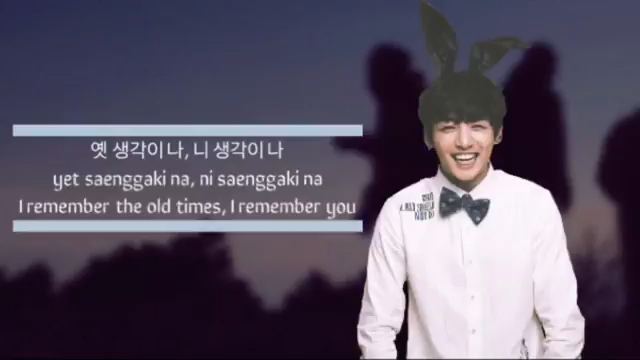 옛 생각이 나, 니 생각이 나
yet saenggaki na, ni saenggaki na
I remember the old times, I remember you